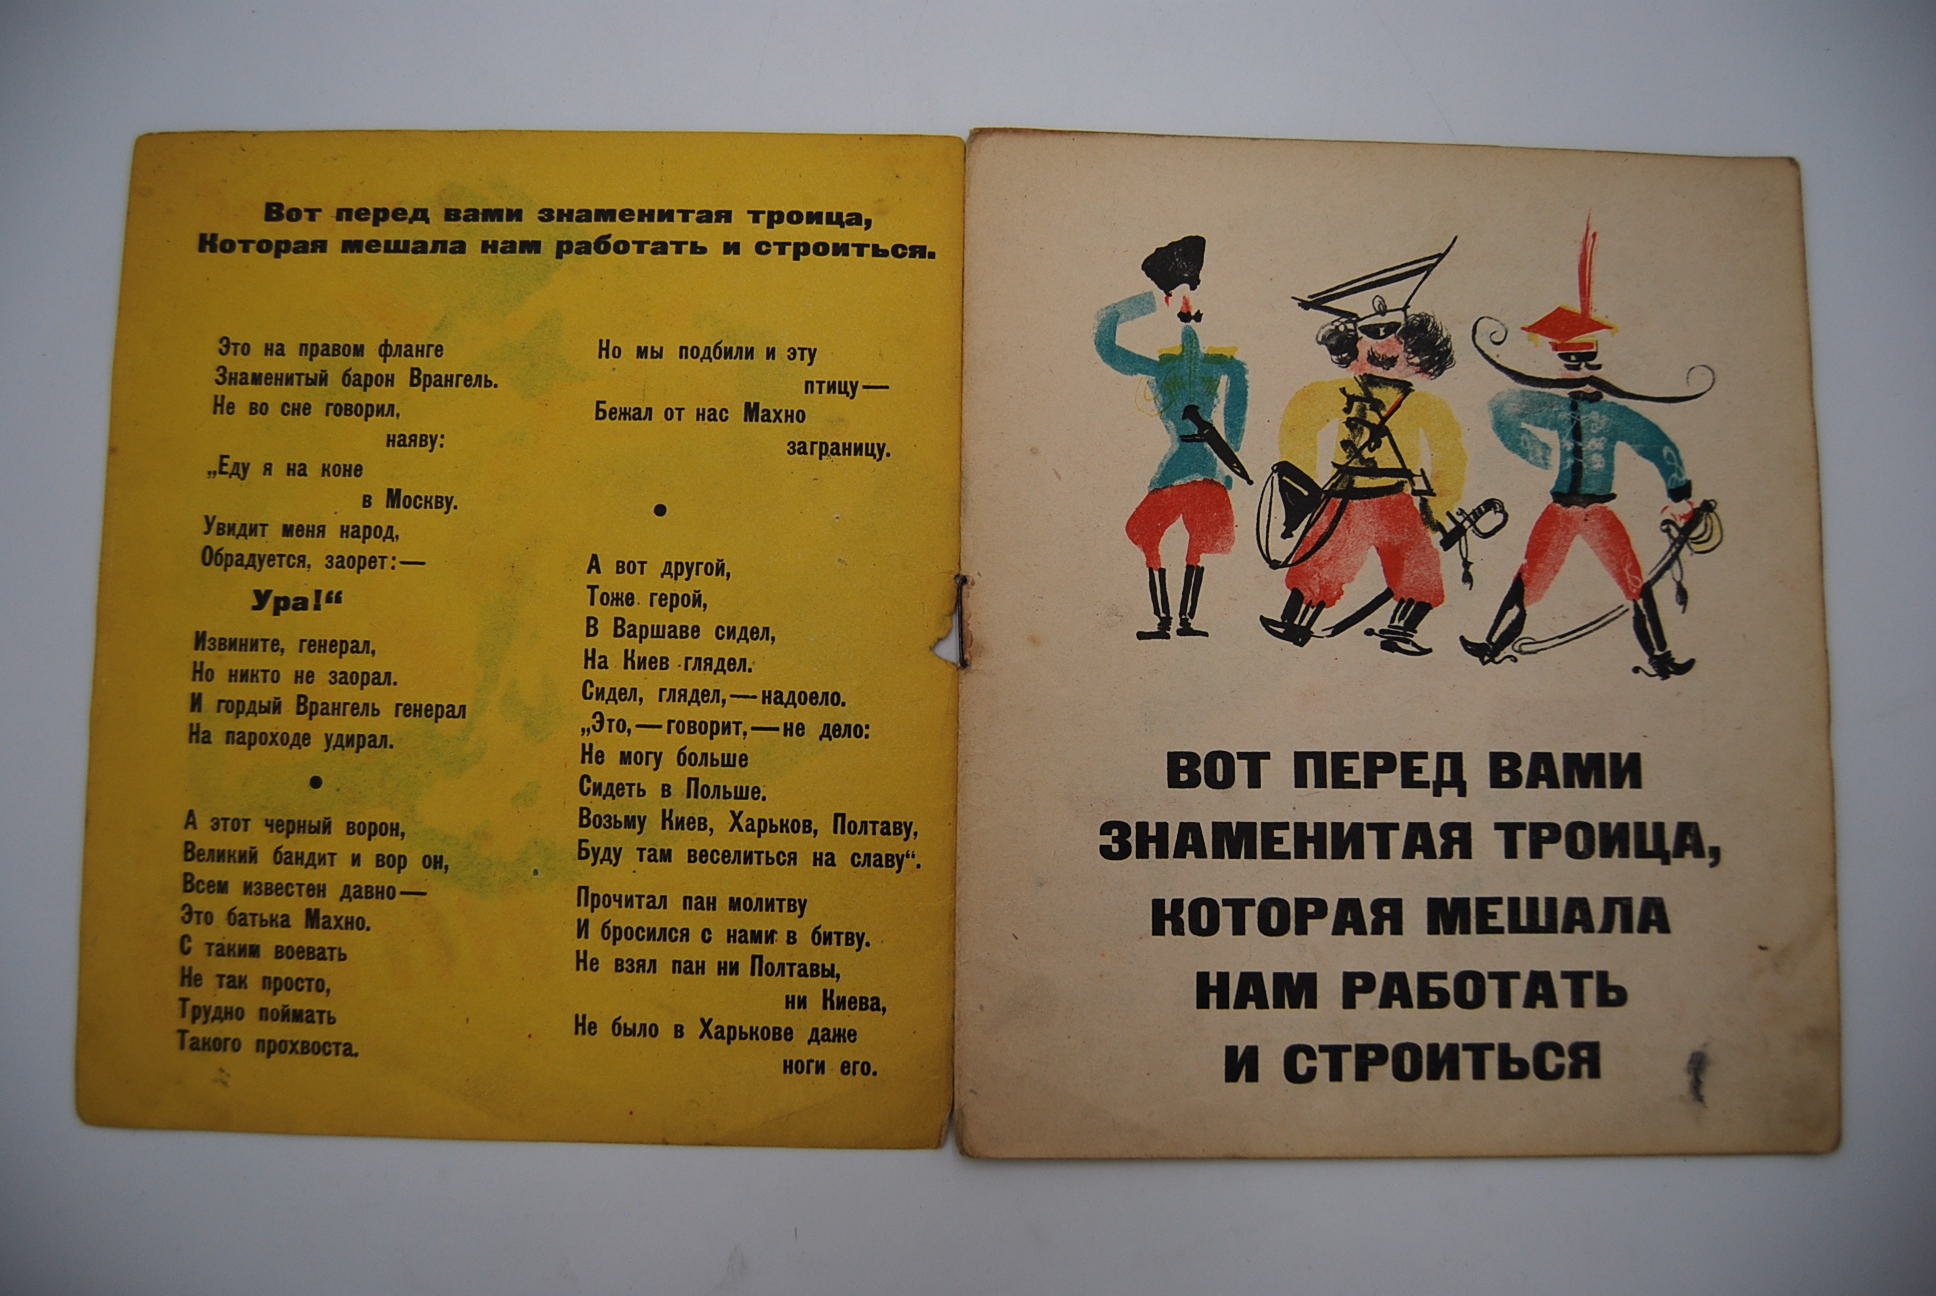 Вот перед вами знаменитая троица,
Которая мешала нам работать и строиться.
Это на правом фланге
Знаменитый барон Врангель.
Не во сне говорил,
наяву:
„Еду я на коне
в Москву.
Увидит меня народ,
Обрадуется, заорет:—
Ура!“
Извините, генерал,
Но никто не заорал.
И гордый Врангель генерал
На пароходе удирал.
●
А этот черный ворон,
Великий бандит и вор он,
Всем известен давно—
Это батька Махно.
С таким воевать
Не так просто,
Трудно поймать
Такого прохвоста.
Но мы подбили и эту
птицу—
Бежал от нас Махно
заграницу.
●
А вот другой,
Тоже герой,
В Варшаве сидел,
На Киев глядел.
Сидел, глядел,—надоело.
„Это,—говорит,—не дело:
Не могу больше
Сидеть в Польше.
Возьму Киев, Харьков, Полтаву,
Буду там веселиться на славу“.
Прочитал пан молитву
И бросился с нами в битву.
Не взял пан ни Полтавы,
ни Киева,
Не было в Харькове даже
ноги его.
ВОТ ПЕРЕД ВАМИ
ЗНАМЕНИТАЯ ТРОИЦА,
КОТОРАЯ МЕШАЛА
НАМ РАБОТАТЬ
И СТРОИТЬСЯ